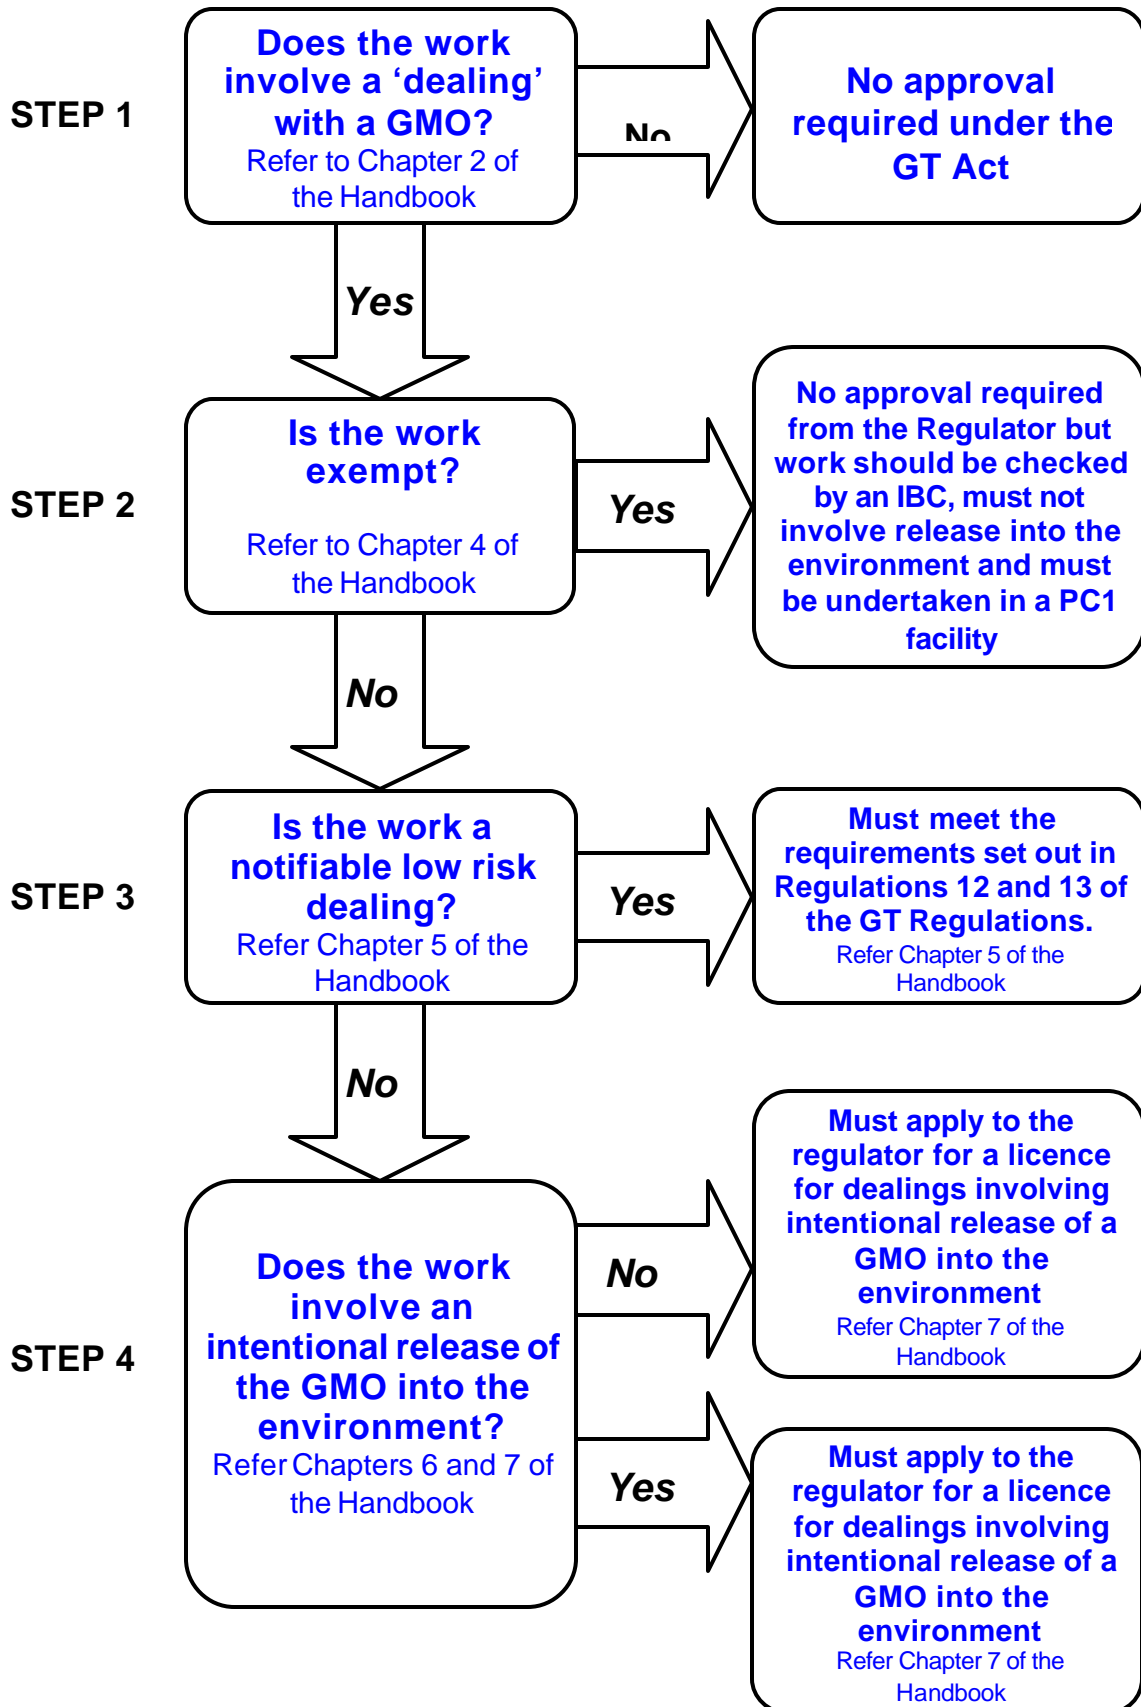 STEP 1
Does the work
involve a ‘dealing’
with a GMO?
Refer to Chapter 2 of
the Handbook
No
No approval
required under the
GT Act
Yes
STEP 2
Is the work
exempt?
Refer to Chapter 4 of
the Handbook
Yes
No approval required
from the Regulator but
work should be checked
by an IBC, must not
involve release into the
environment and must
be undertaken in a PC1
facility
No
STEP 3
Is the work a
notifiable low risk
dealing?
Refer Chapter 5 of the
Handbook
Yes
Must meet the
requirements set out in
Regulations 12 and 13 of
the GT Regulations.
Refer Chapter 5 of the
Handbook
No
STEP 4
Does the work
involve an
intentional release of
the GMO into the
environment?
Refer Chapters 6 and 7 of
the Handbook
No
Must apply to the
regulator for a licence
for dealings involving
intentional release of a
GMO into the
environment
Refer Chapter 7 of the
Handbook
Yes
Must apply to the
regulator for a licence
for dealings involving
intentional release of a
GMO into the
environment
Refer Chapter 7 of the
Handbook